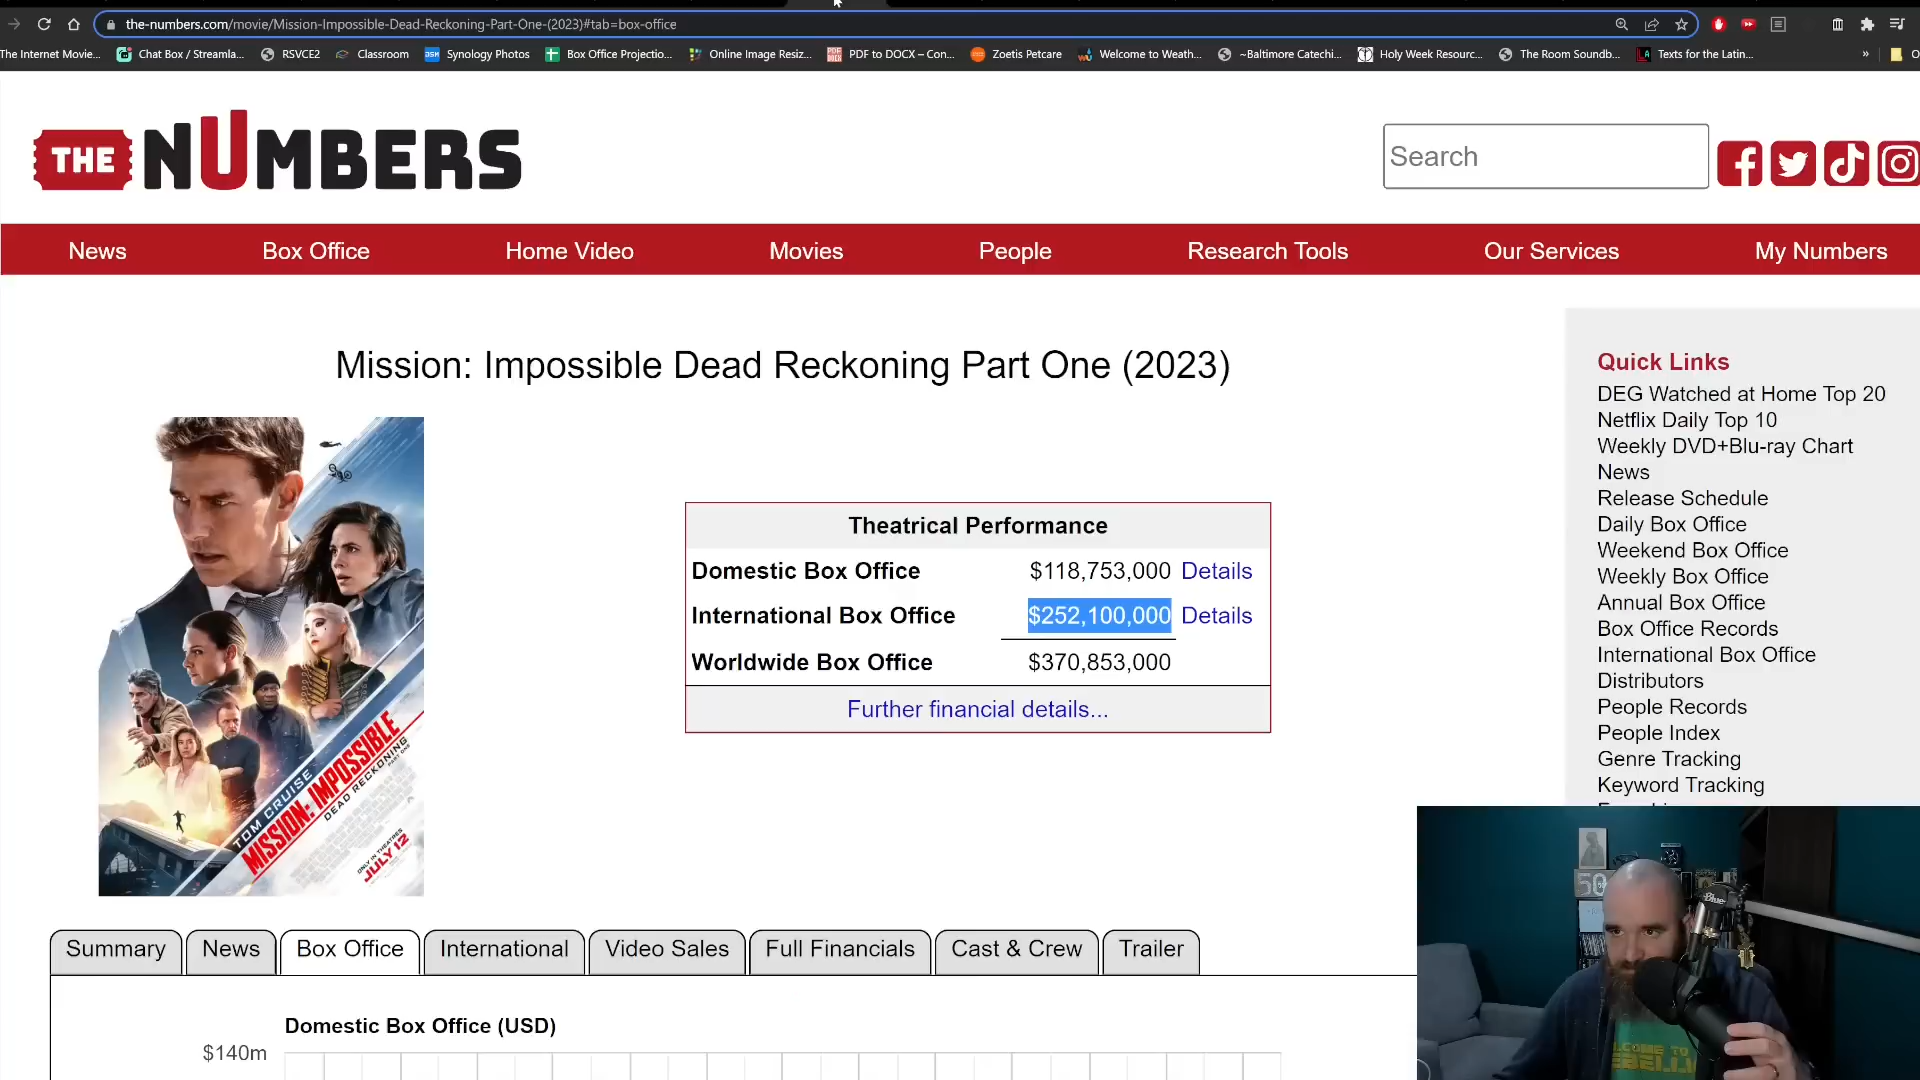 the-numbers.com/movie/Mission-Impossible-Dead-Reckoning-Part-One-(2023)#tab=box-office
The Internet Movie...
Chat Box / Streamla...
RSVCE2
Classroom
Synology Photos
Box Office Projectio...
Online Image Resiz...
PDF to DOCX – Con...
Zoetis Petcare
Welcome to Weath...
~Baltimore Catechi...
Holy Week Resourc...
The Room Soundb...
Texts for the Latin...
»
THE NUMBERS
Search
News
Box Office
Home Video
Movies
People
Research Tools
Our Services
My Numbers
Mission: Impossible Dead Reckoning Part One (2023)
TOM CRUISE
MISSION: IMPOSSIBLE
DEAD RECKONING
PART ONE
ONLY IN THEATRES
JULY 12
Theatrical Performance
Domestic Box Office $118,753,000 Details
International Box Office $252,100,000 Details
Worldwide Box Office $370,853,000
Further financial details...
Quick Links
DEG Watched at Home Top 20
Netflix Daily Top 10
Weekly DVD+Blu-ray Chart
News
Release Schedule
Daily Box Office
Weekend Box Office
Weekly Box Office
Annual Box Office
Box Office Records
International Box Office
Distributors
People Records
People Index
Genre Tracking
Keyword Tracking
Summary
News
Box Office
International
Video Sales
Full Financials
Cast & Crew
Trailer
Domestic Box Office (USD)
$140m
50
Blue